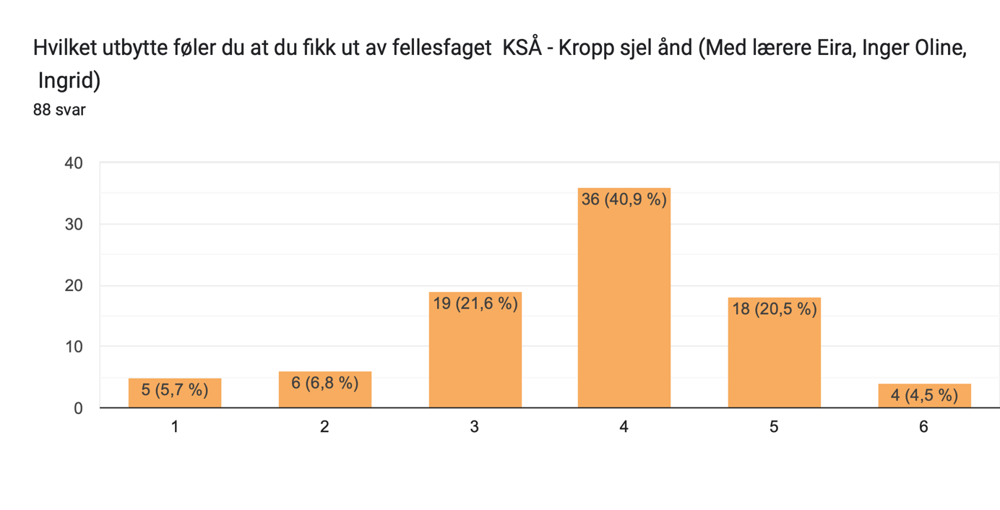 Hvilket utbytte føler du at du fikk ut av fellesfaget  KSÅ - Kropp sjel ånd (Med lærere Eira, Inger Oline,
Ingrid)
88 svar
40
30
20
10
0
5 (5,7 %)
6 (6,8 %)
19 (21,6 %)
36 (40,9 %)
18 (20,5 %)
4 (4,5 %)
1
2
3
4
5
6